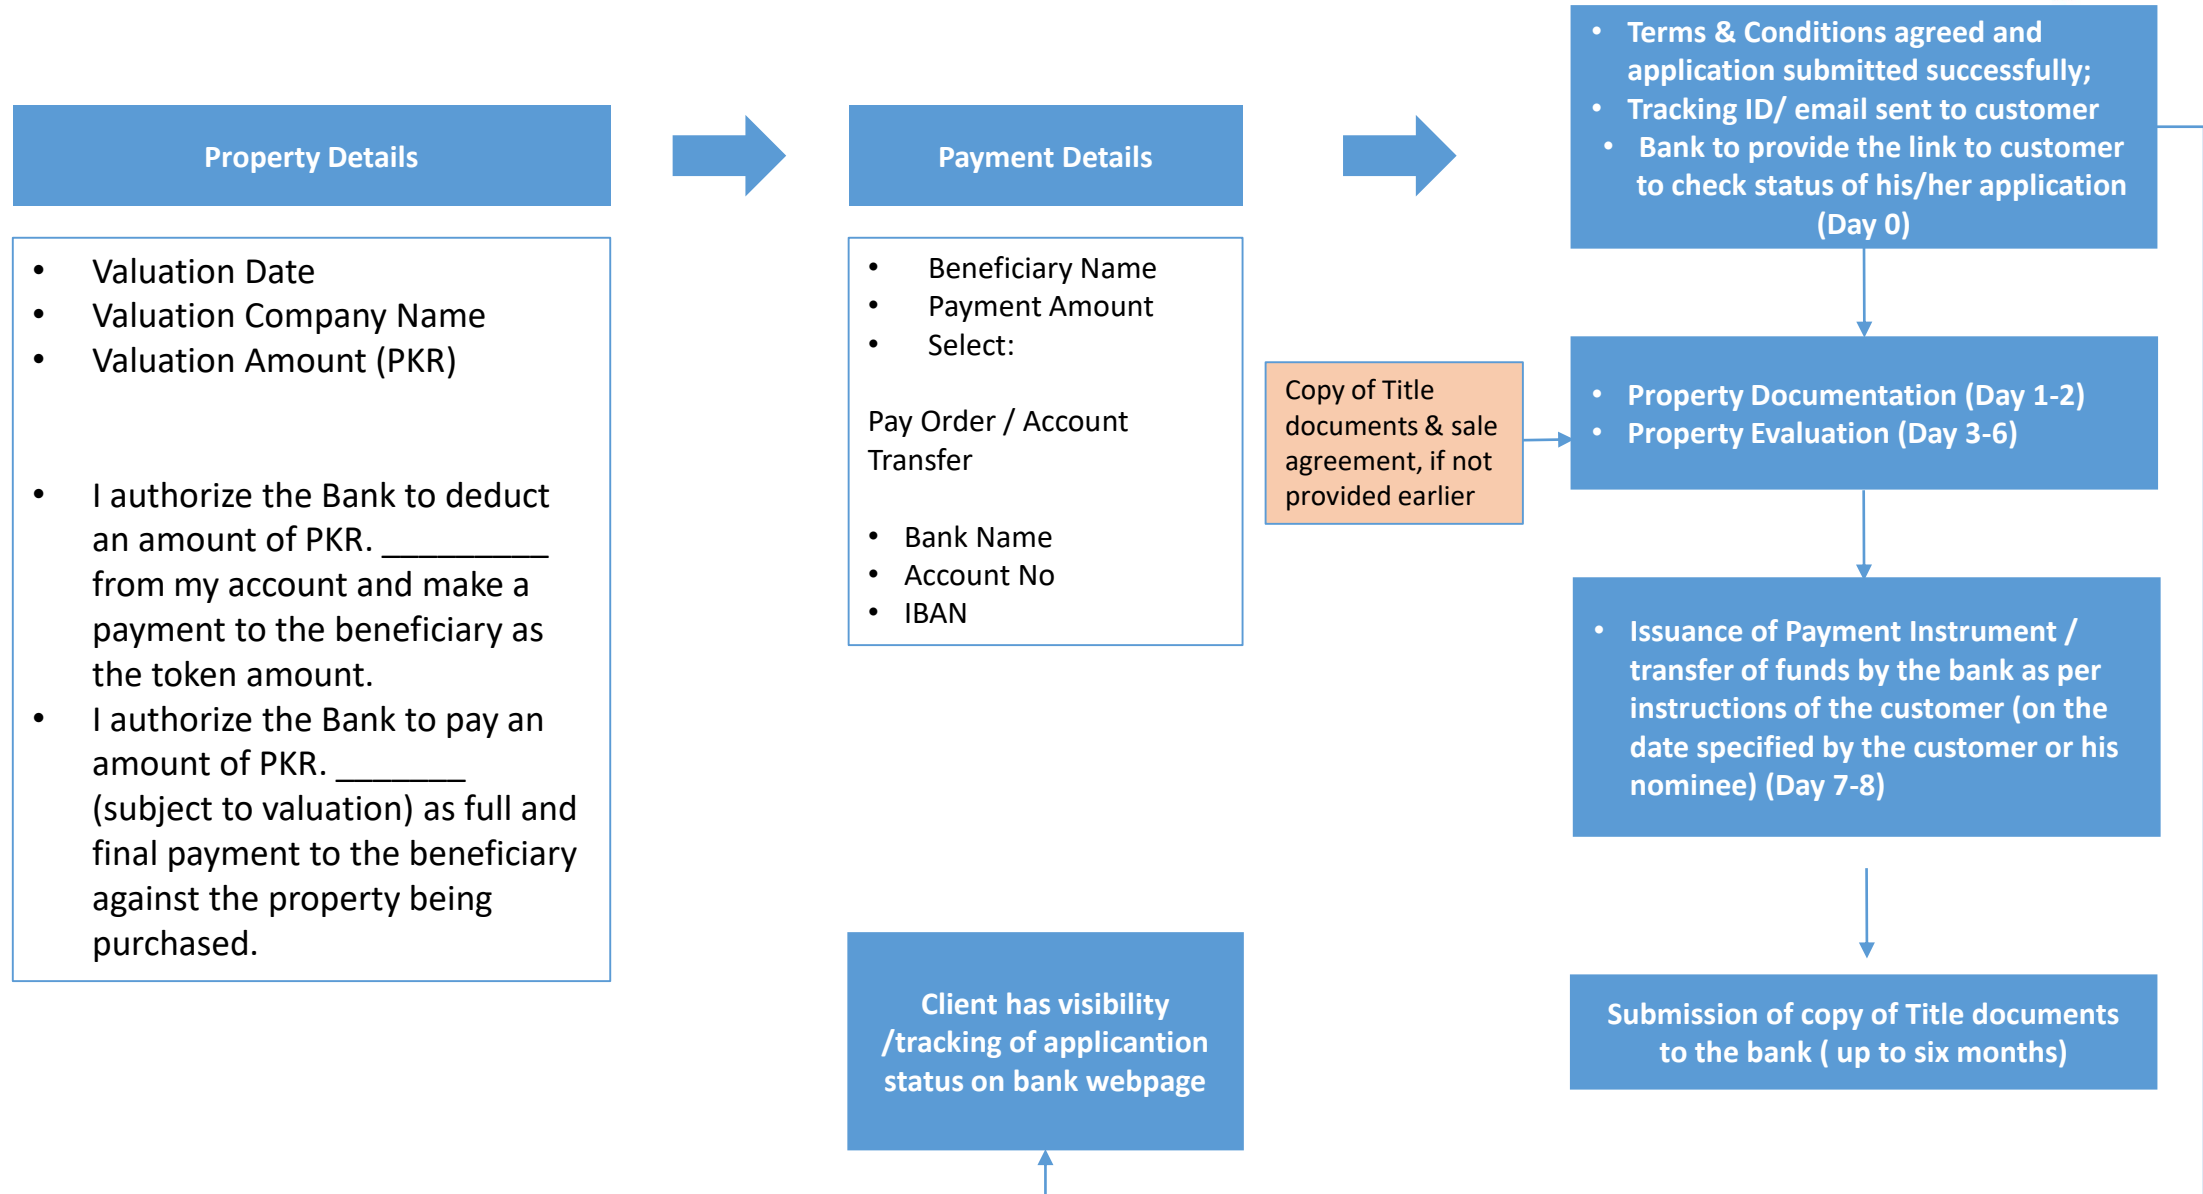 Property Details
• Valuation Date
• Valuation Company Name
• Valuation Amount (PKR)
• I authorize the Bank to deduct
an amount of PKR. _________
from my account and make a
payment to the beneficiary as
the token amount.
• I authorize the Bank to pay an
amount of PKR. _______
(subject to valuation) as full and
final payment to the beneficiary
against the property being
purchased.
Payment Details
• Beneficiary Name
• Payment Amount
• Select:
Pay Order / Account
Transfer
• Bank Name
• Account No
• IBAN
• Terms & Conditions agreed and
application submitted successfully;
• Tracking ID/ email sent to customer
• Bank to provide the link to customer
to check status of his/her application
(Day 0)
Copy of Title
documents & sale
agreement, if not
provided earlier
• Property Documentation (Day 1-2)
• Property Evaluation (Day 3-6)
• Issuance of Payment Instrument /
transfer of funds by the bank as per
instructions of the customer (on the
date specified by the customer or his
nominee) (Day 7-8)
Submission of copy of Title documents
to the bank ( up to six months)
Client has visibility
/tracking of applicantion
status on bank webpage